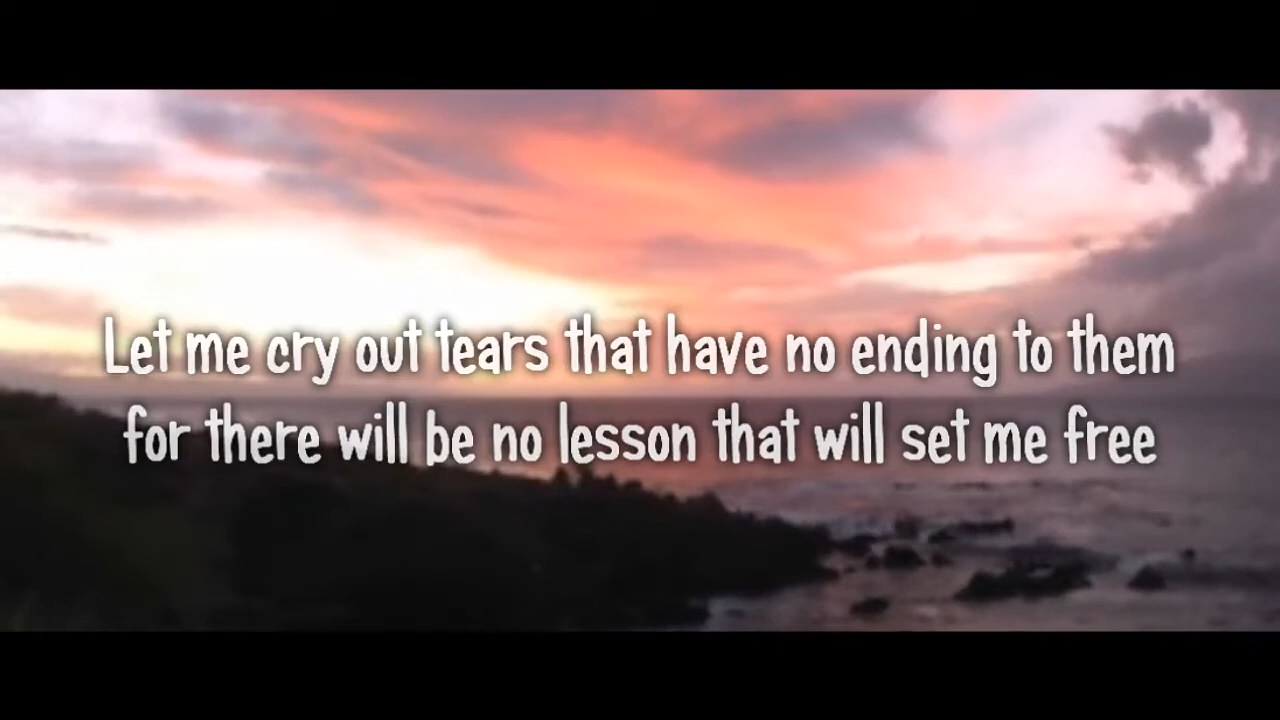 Let me cry out tears that have no ending to them
for there will be no lesson that will set me free